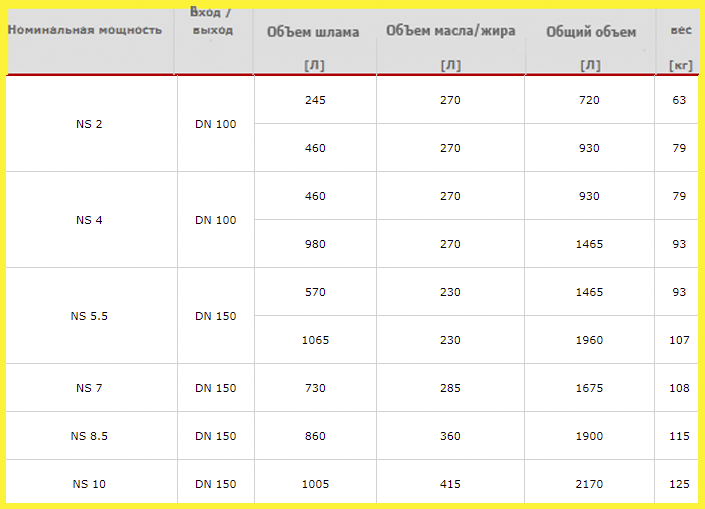 Номинальная мощность Вход / выход ОбЪем шлама [Л] ОбЪем масла/жира [Л] Общий объем [Л] вес [кг]
NS 2 DN 100 245 270 720 63
460 270 930 79
NS 4 DN 100 460 270 930 79
980 270 1465 93
NS 5.5 DN 150 570 230 1465 93
1065 230 1960 107
NS 7 DN 150 730 285 1675 108
NS 8.5 DN 150 860 360 1900 115
NS 10 DN 150 1005 415 2170 125